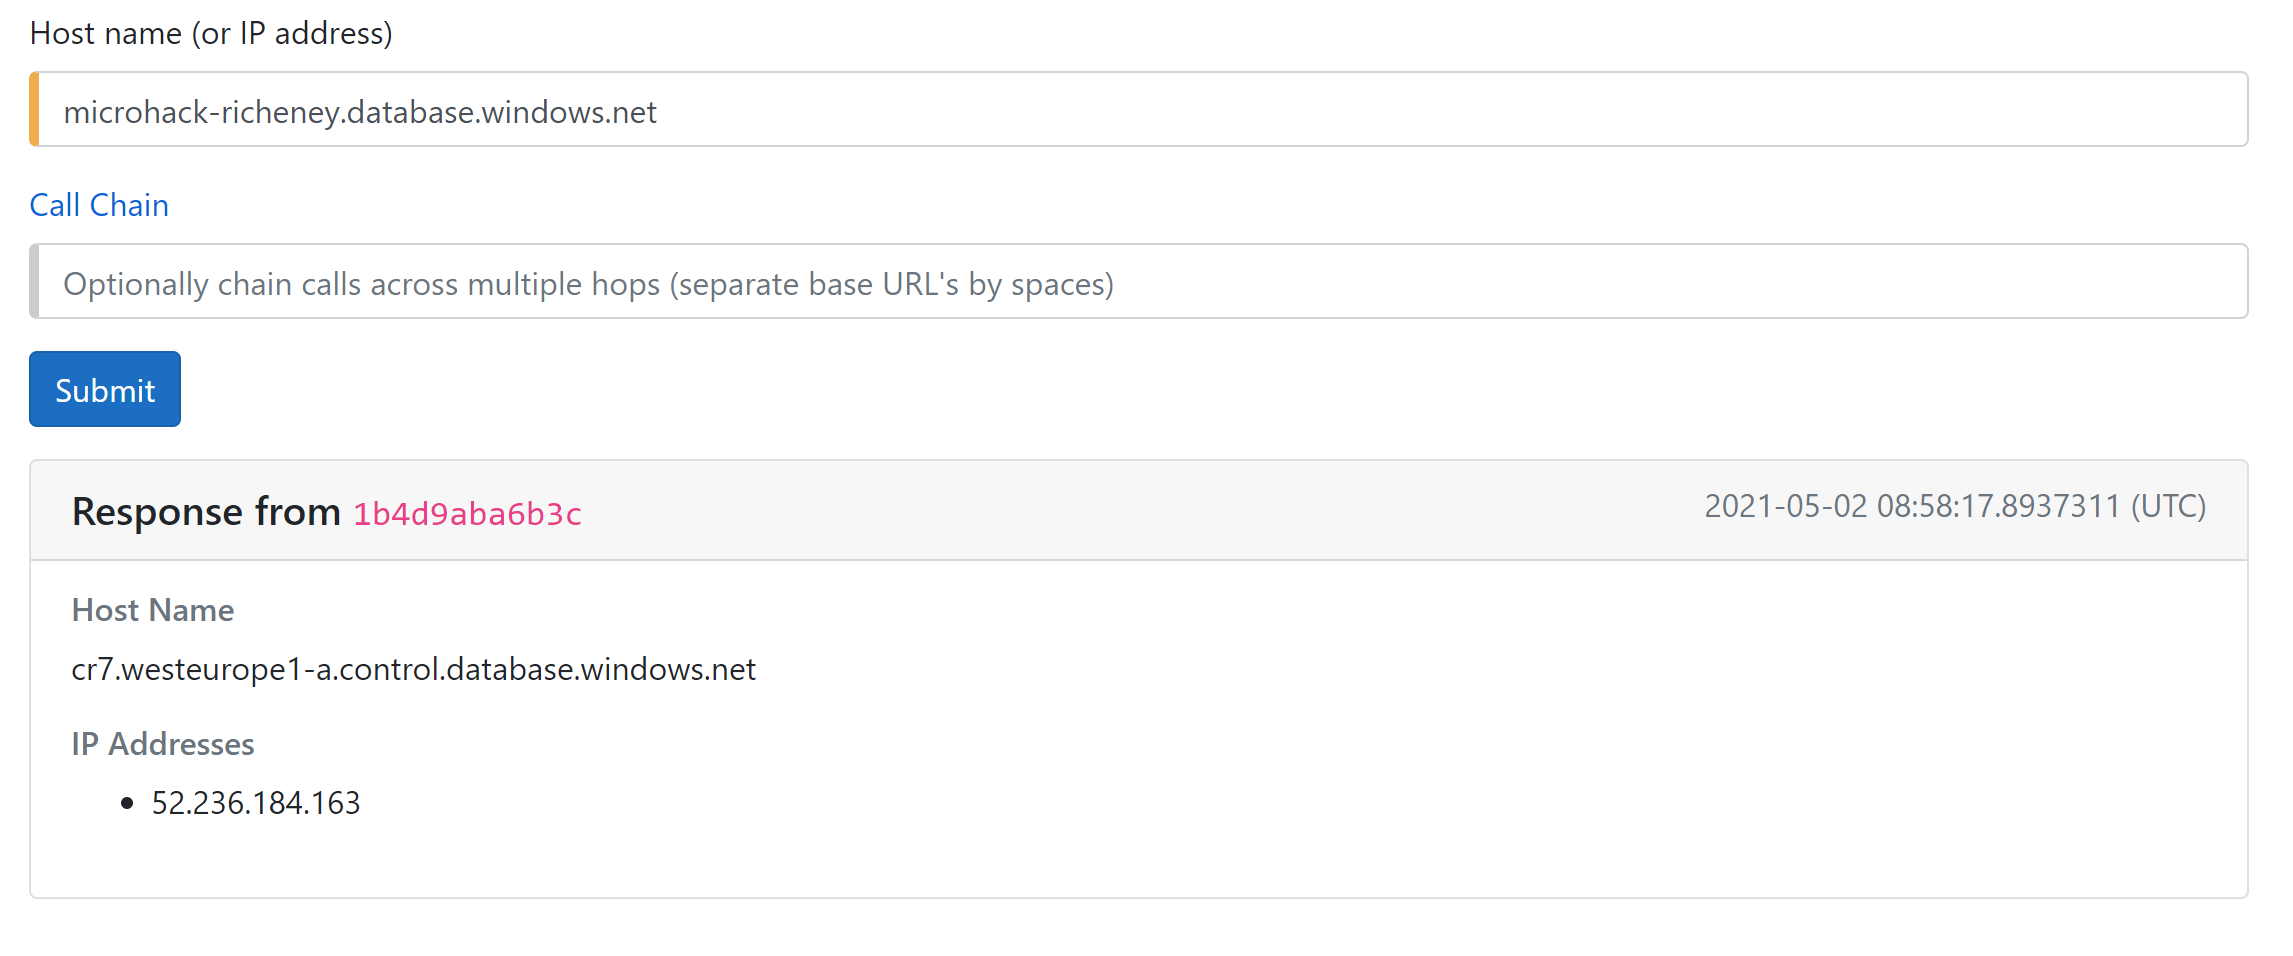 Host name (or IP address)
microhack-richeney.database.windows.net
Call Chain
Optionally chain calls across multiple hops (separate base URL's by spaces)
Submit
Response from 1b4d9aba6b3c
2021-05-02 08:58:17.8937311 (UTC)
Host Name
cr7.westeurope1-a.control.database.windows.net
IP Addresses
• 52.236.184.163